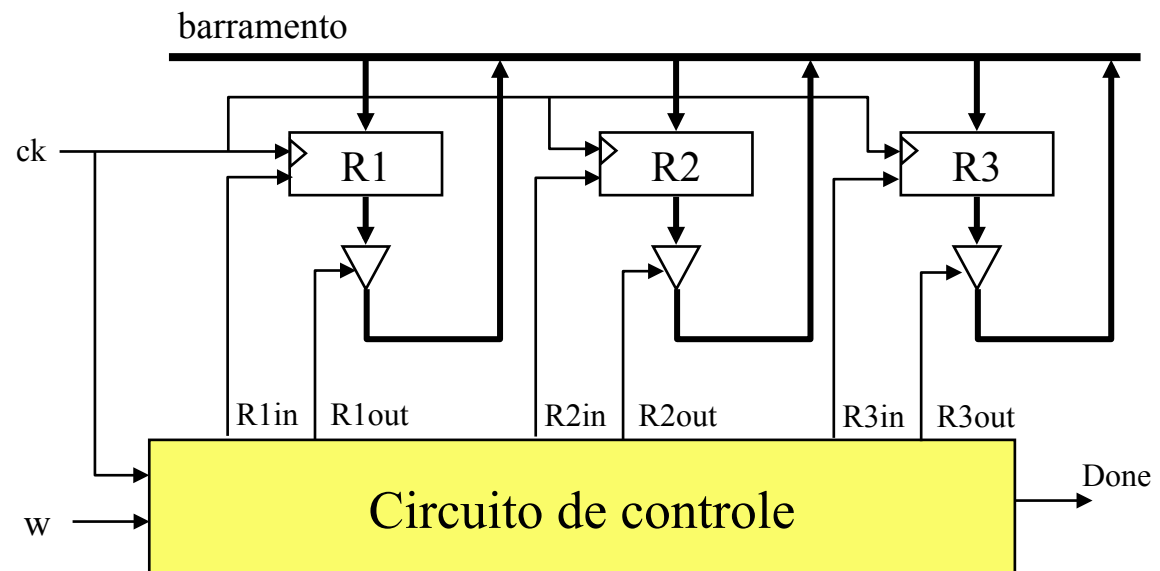 barramento
ck
R1
R2
R3
R1in
R1out
R2in
R2out
R3in
R3out
Done
Circuito de controle
w